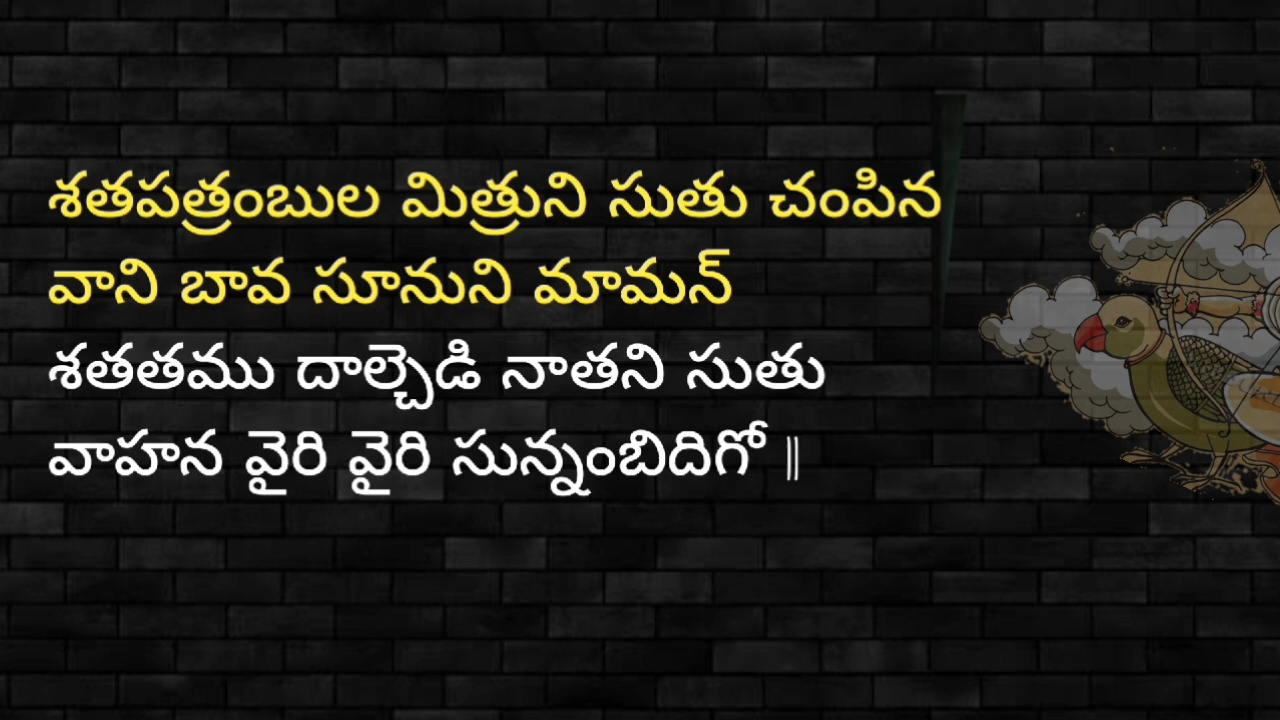 శతపత్రంబుల మిత్రుని సుతు చంపిన
వాని బావ సూనుని మామన్
శతతము దాల్చెడి నాతని సుతు
వాహన వైరి వైరి సున్నంబిదిగో ||